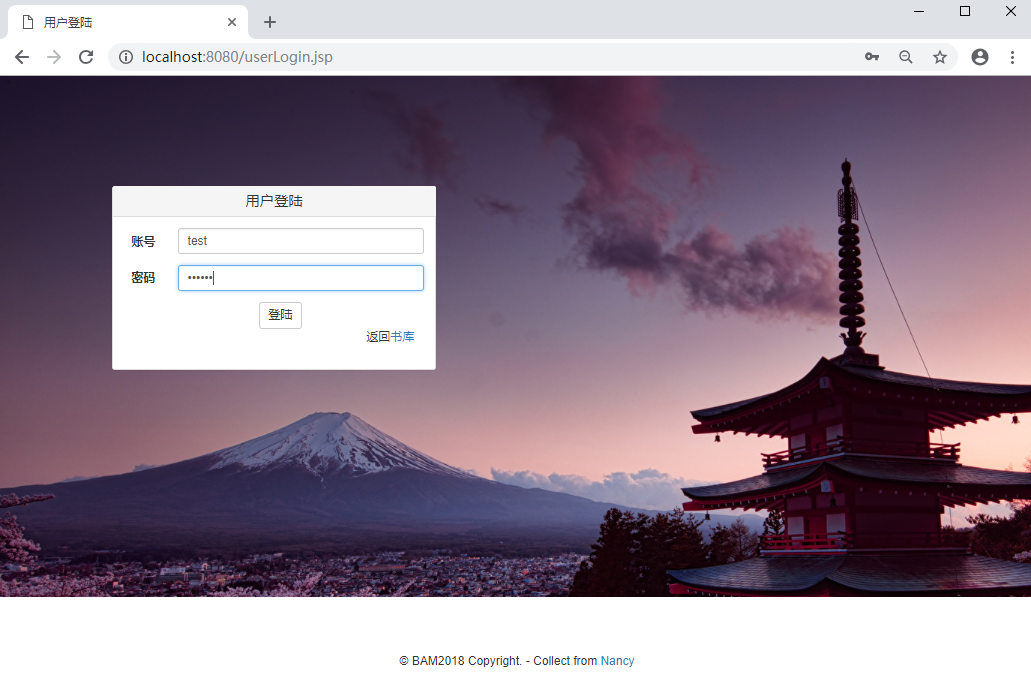 用户登陆
localhost:8080/userLogin.jsp
用户登陆
账号 test
密码 ••••••
登陆
返回书库
© BAM2018 Copyright. - Collect from Nancy